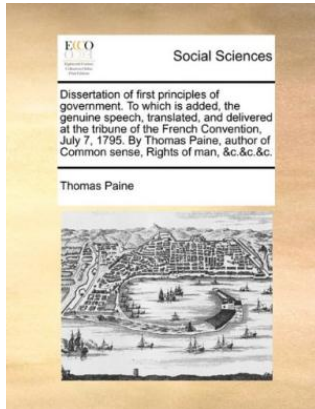 ECCO
Social Sciences
Dissertation of first principles of
government. To which is added, the
genuine speech, translated, and delivered
at the tribune of the French Convention,
July 7, 1795. By Thomas Paine, author of
Common sense, Rights of man, &c.&c.&c.
Thomas Paine